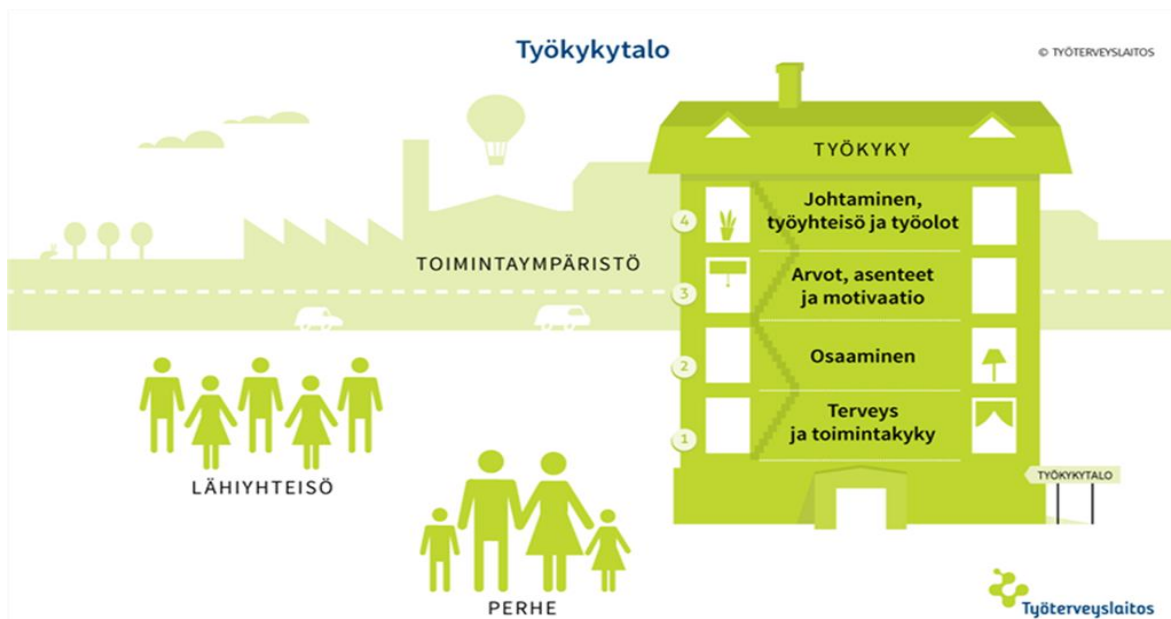 Työkykytalo
© TYÖTERVEYSLAITOS
TYÖKYKY
4
Johtaminen,
työyhteisö ja työolot
TOIMINTAYMPÄRISTÖ
3
Arvot, asenteet
ja motivaatio
2
Osaaminen
1
Terveys
ja toimintakyky
LÄHIYHTEISÖ
TYÖKYKYTALO
PERHE
Työterveyslaitos